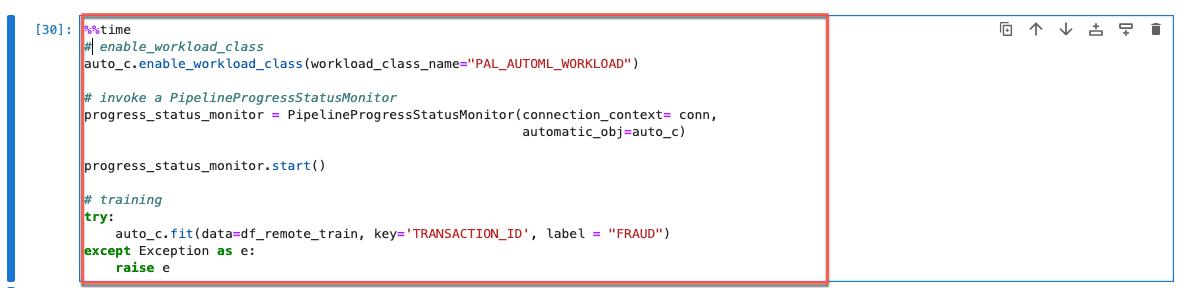 [30]: %%time
# enable_workload_class
auto_c.enable_workload_class(workload_class_name="PAL_AUTOML_WORKLOAD")
# invoke a PipelineProgressStatusMonitor
progress_status_monitor = PipelineProgressStatusMonitor(connection_context= conn,
automatic_obj=auto_c)
progress_status_monitor.start()
# training
try:
auto_c.fit(data=df_remote_train, key='TRANSACTION_ID', label = "FRAUD")
except Exception as e:
raise e